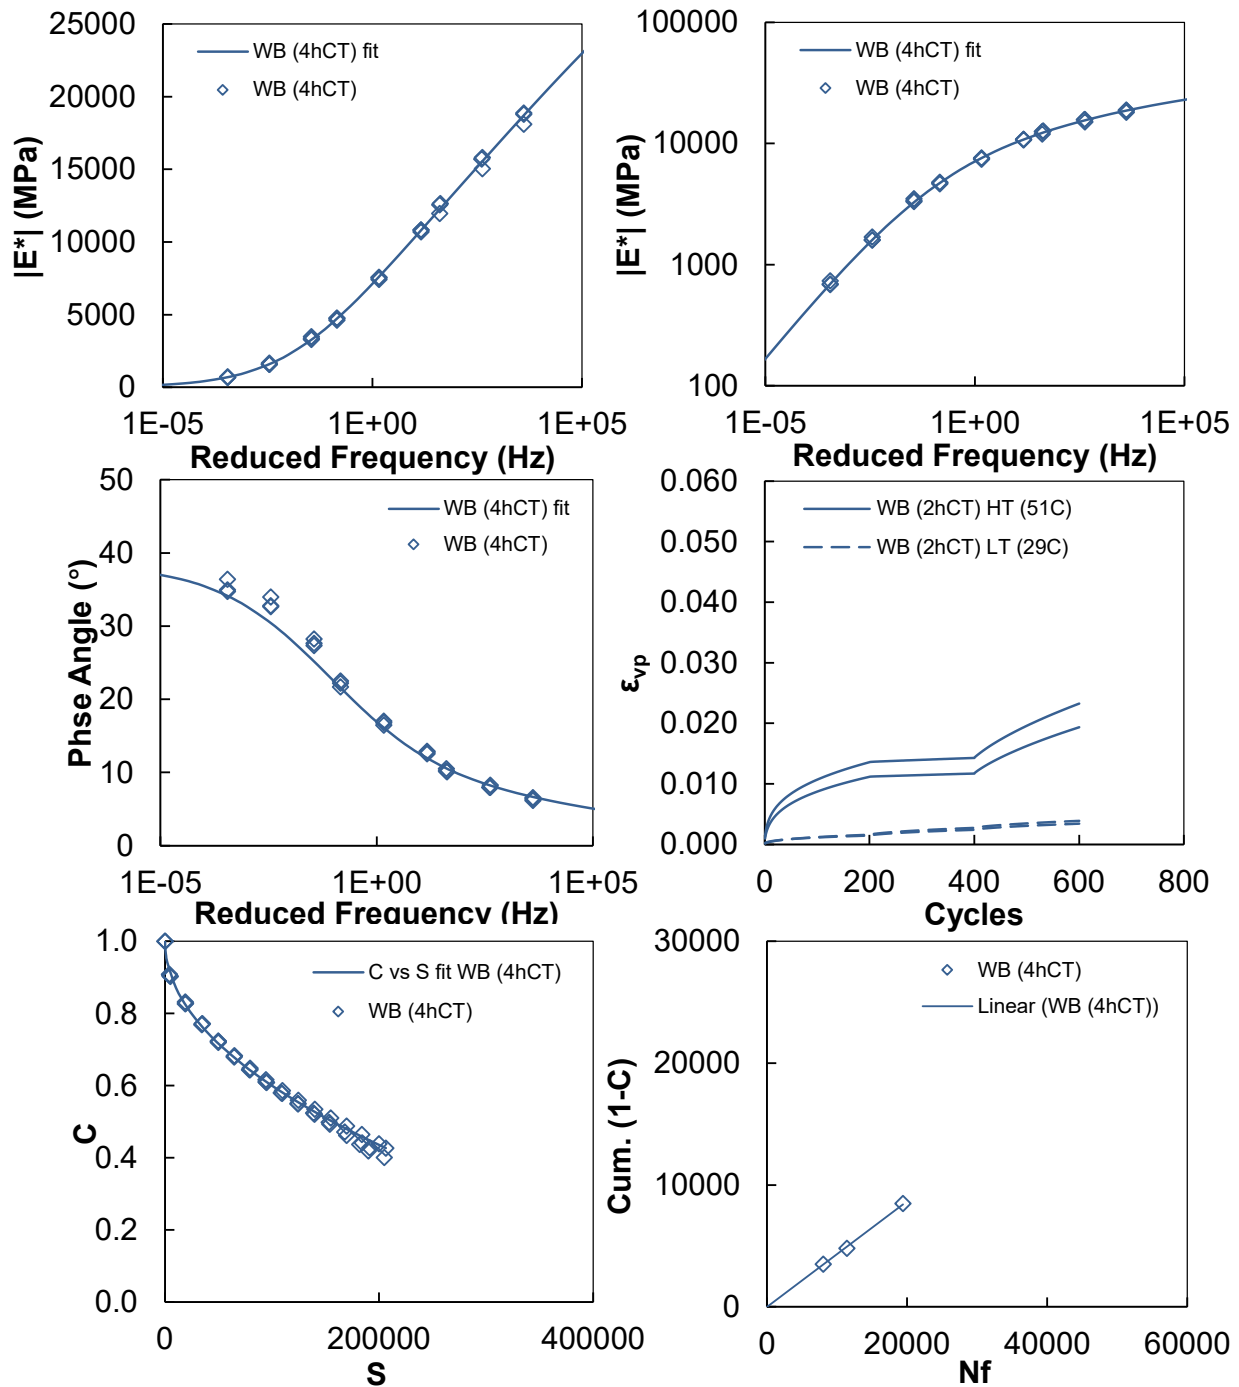 25000
20000
15000
10000
5000
0
|E*| (MPa)
WB (4hCT) fit
WB (4hCT)
1E-05 1E+00 1E+05
Reduced Frequency (Hz)
100000
10000
1000
100
|E*| (MPa)
WB (4hCT) fit
WB (4hCT)
1E-05 1E+00 1E+05
Reduced Frequency (Hz)
50
40
30
20
10
0
Phse Angle (°)
WB (4hCT) fit
WB (4hCT)
1E-05 1E+00 1E+05
Reduced Frequency (Hz)
0.060
0.050
0.040
0.030
0.020
0.010
0.000
εvp
WB (2hCT) HT (51C)
WB (2hCT) LT (29C)
0 200 400 600 800
Cycles
1.0
0.8
0.6
0.4
0.2
0.0
C
C vs S fit WB (4hCT)
WB (4hCT)
0 200000 400000
S
30000
20000
10000
0
Cum. (1-C)
WB (4hCT)
Linear (WB (4hCT))
0 20000 40000 60000
Nf